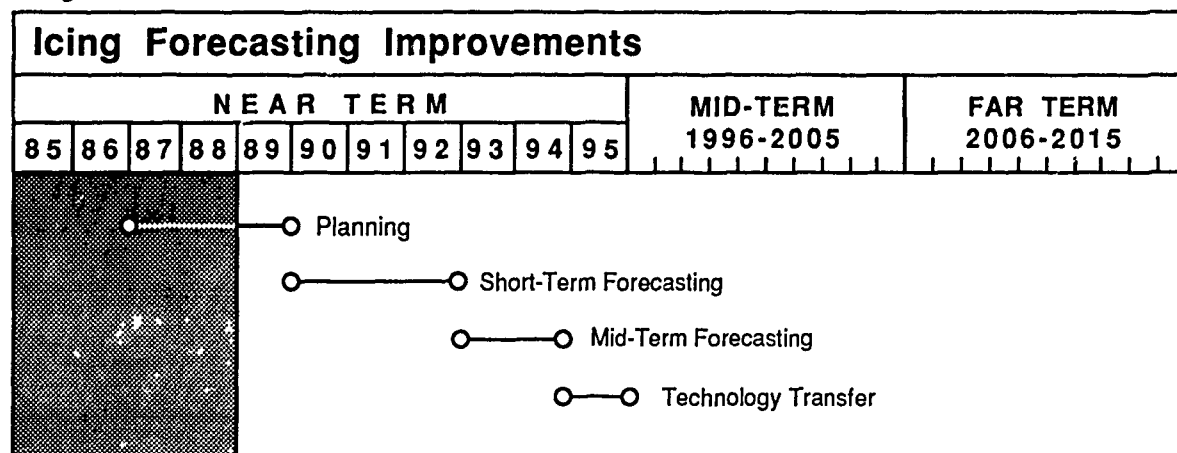 Icing Forecasting Improvements
NEAR TERM
MID-TERM
1996-2005
FAR TERM
2006-2015
85 86 87 88 89 90 91 92 93 94 95
Planning
Short-Term Forecasting
Mid-Term Forecasting
Technology Transfer